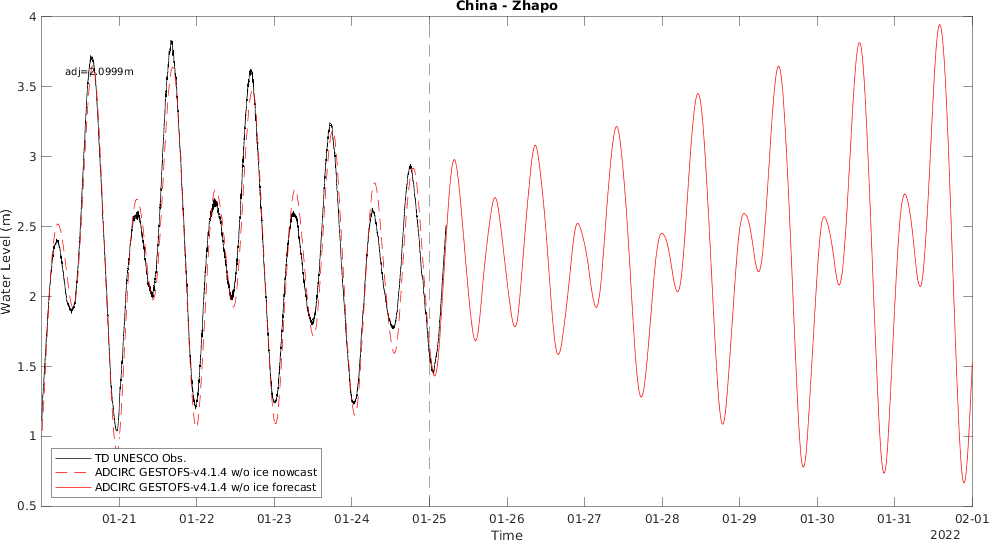 China - Zhapo
adj=2.0999m
Water Level (m)
4
3.5
3
2.5
2
1.5
1
0.5
TD UNESCO Obs.
ADCIRC GESTOFS-v4.1.4 w/o ice nowcast
ADCIRC GESTOFS-v4.1.4 w/o ice forecast
01-21 01-22 01-23 01-24 01-25 01-26 01-27 01-28 01-29 01-30 01-31 02-01
Time
2022